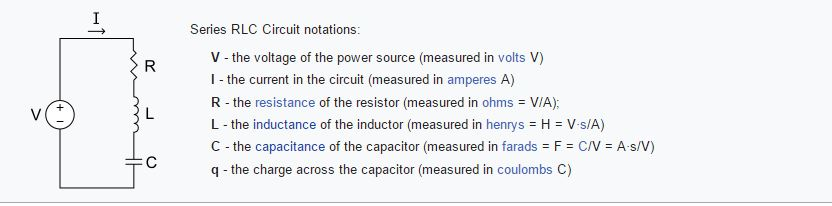 I
R
V
+
−
L
C
Series RLC Circuit notations:
V - the voltage of the power source (measured in volts V)
I - the current in the circuit (measured in amperes A)
R - the resistance of the resistor (measured in ohms = V/A);
L - the inductance of the inductor (measured in henrys = H = V·s/A)
C - the capacitance of the capacitor (measured in farads = F = C/V = A·s/V)
q - the charge across the capacitor (measured in coulombs C)